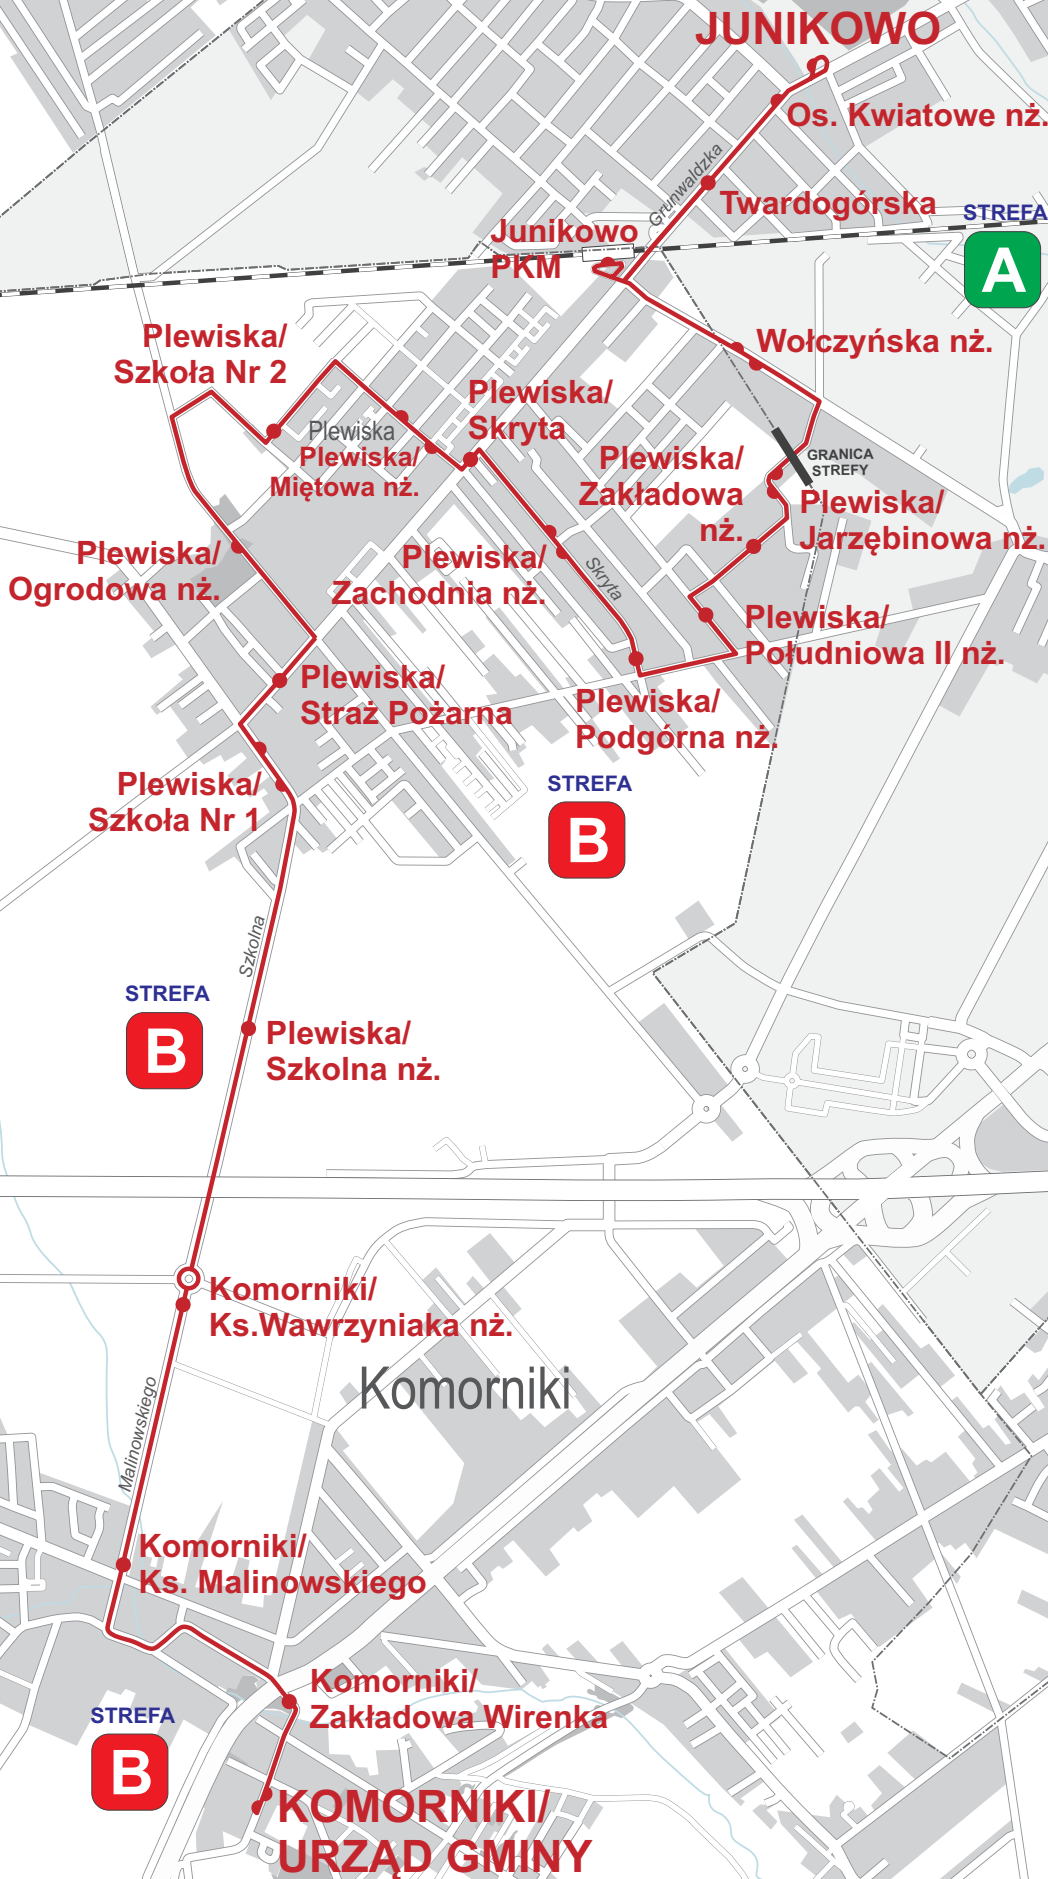 JUNIKOWO
Os. Kwiatowe nż.
Grunwaldzka
Twardogórska
STREFA
A
Junikowo
PKM
Wołczyńska nż.
Plewiska/
Szkoła Nr 2
Plewiska/
Skryta
Plewiska
Plewiska/
Miętowa nż.
Plewiska/
Zakładowa
nż.
GRANICA
STREFY
Plewiska/
Jarzębinowa nż.
Plewiska/
Ogrodowa nż.
Plewiska/
Zachodnia nż.
Skryta
Plewiska/
Południowa II nż.
Plewiska/
Straż Pożarna
Plewiska/
Podgórna nż.
Plewiska/
Szkoła Nr 1
STREFA
B
Szkolna
STREFA
B
Plewiska/
Szkolna nż.
Komorniki/
Ks.Wawrzyniaka nż.
Komorniki
Malinowskiego
Komorniki/
Ks. Malinowskiego
Komorniki/
Zakładowa Wirenka
STREFA
B
KOMORNIKI/
URZĄD GMINY